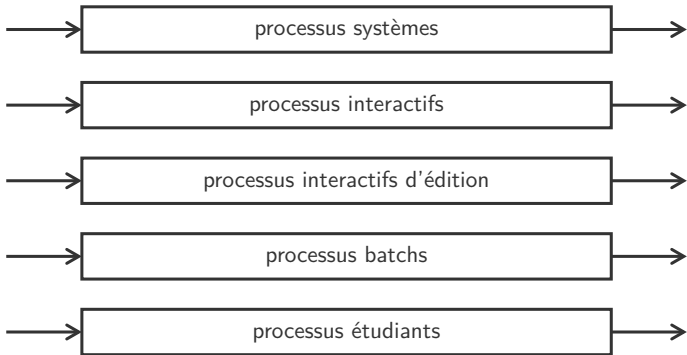 processus systèmes
processus interactifs
processus interactifs d'édition
processus batchs
processus étudiants